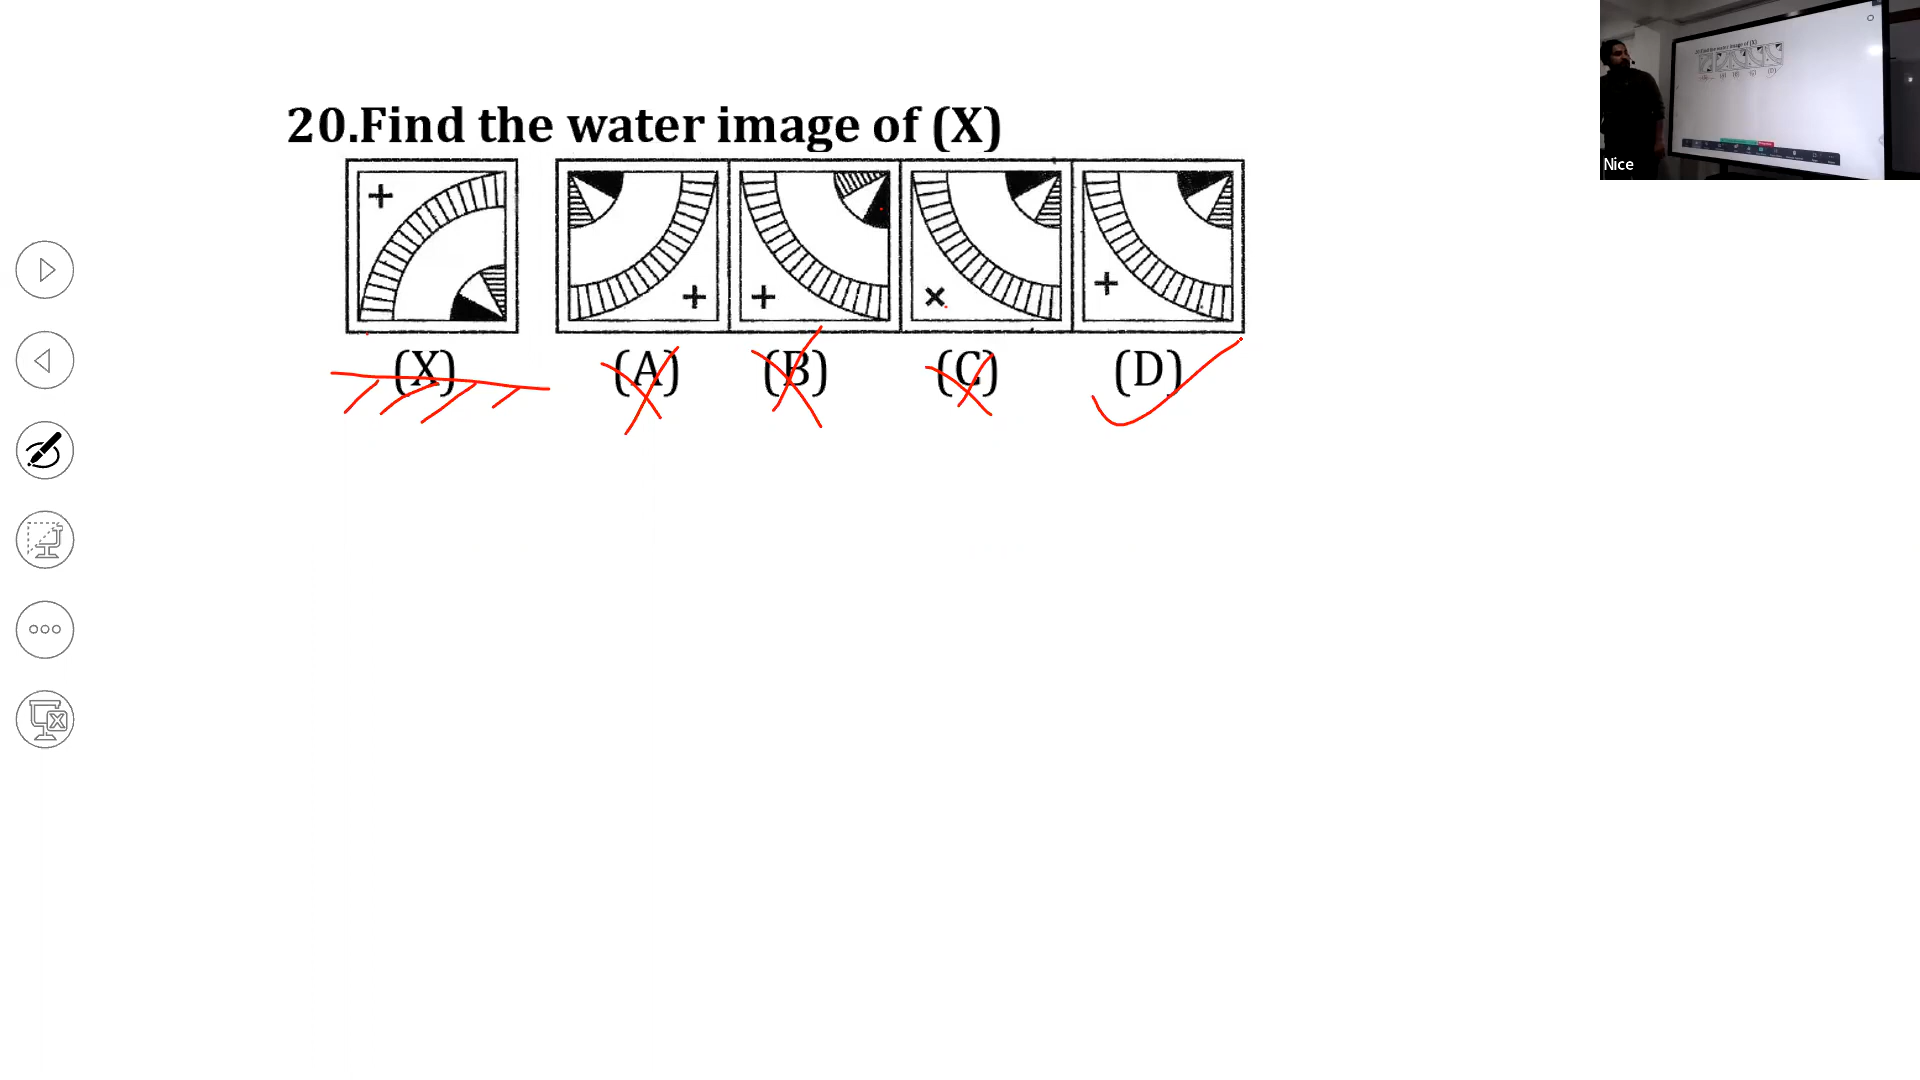 20.Find the water image of (X)
(X) (A) (B) (C) (D)
Nice